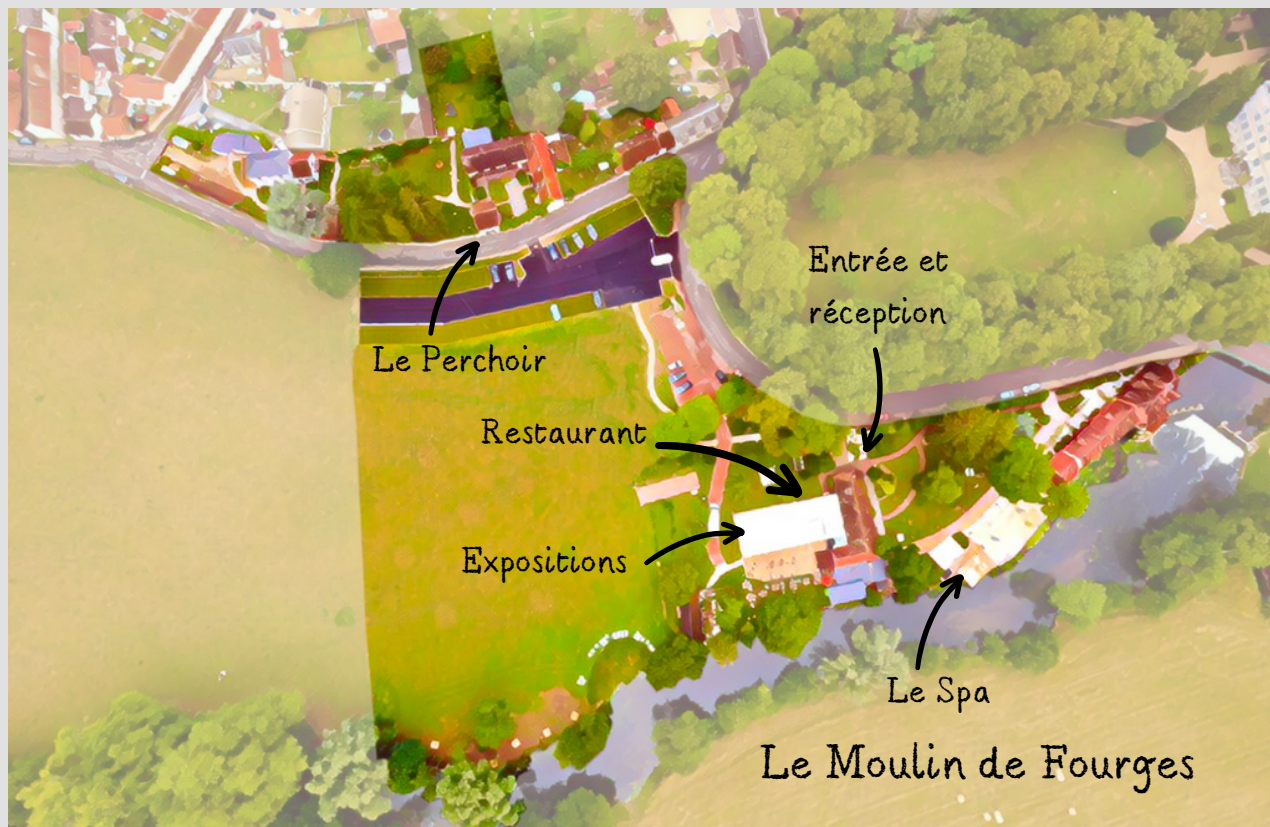 Entrée et
réception
Le Perchoir
Restaurant
Expositions
Le Spa
Le Moulin de Fourges